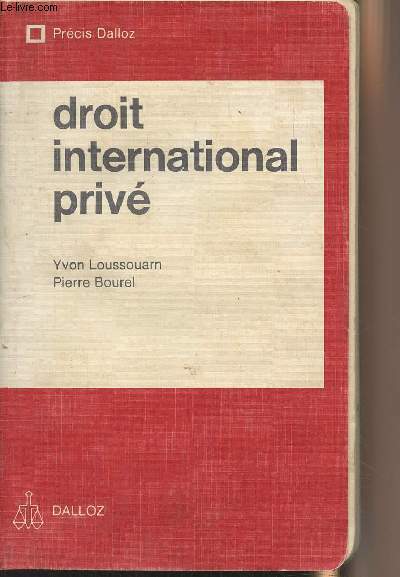 Le-livre.com
Précis Dalloz
droit
international
privé
Yvon Loussouarn
Pierre Bourel
DALLOZ